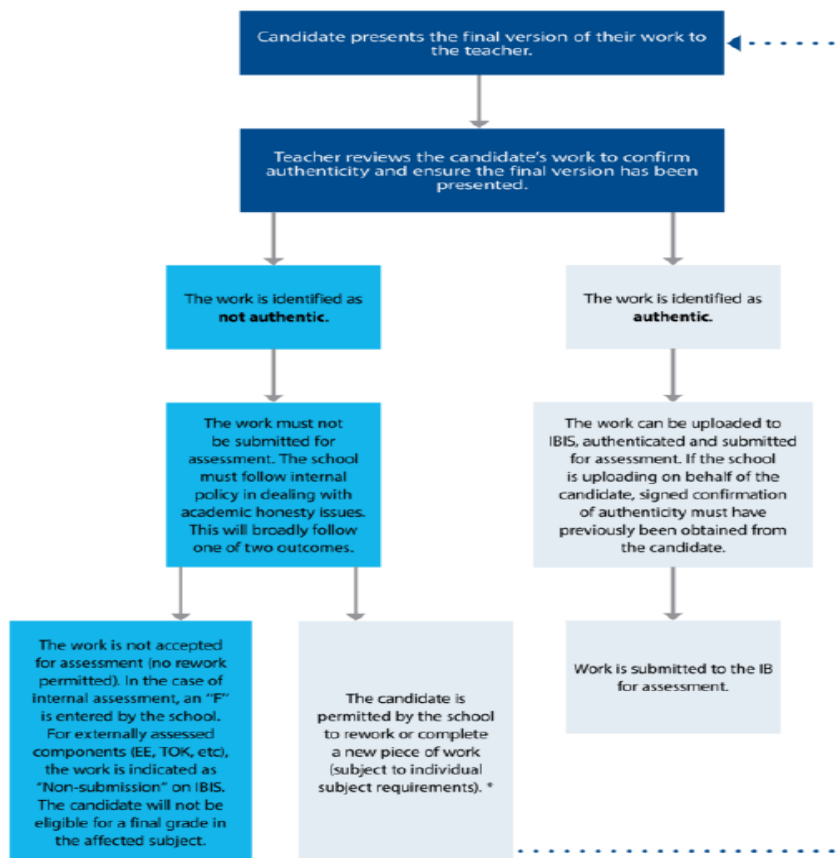 Candidate presents the final version of their work to
the teacher.
Teacher reviews the candidate's work to confirm
authenticity and ensure the final version has been
presented.
The work is identified as
not authentic.
The work is identified as
authentic.
The work must not
be submitted for
assessment. The school
must follow internal
policy in dealing with
academic honesty issues.
This will broadly follow
one of two outcomes.
The work can be uploaded to
IBIS, authenticated and submitted
for assessment. If the school
is uploading on behalf of the
candidate, signed confirmation
of authenticity must have
previously been obtained from
the candidate.
The work is not accepted
for assessment (no rework
permitted). In the case of
internal assessment, an "F"
is entered by the school.
For externally assessed
components (EE, TOK, etc),
the work is indicated as
"Non-submission" on IBIS.
The candidate will not be
eligible for a final grade in
the affected subject.
The candidate is
permitted by the school
to rework or complete
a new piece of work
(subject to individual
subject requirements). *
Work is submitted to the IB
for assessment.